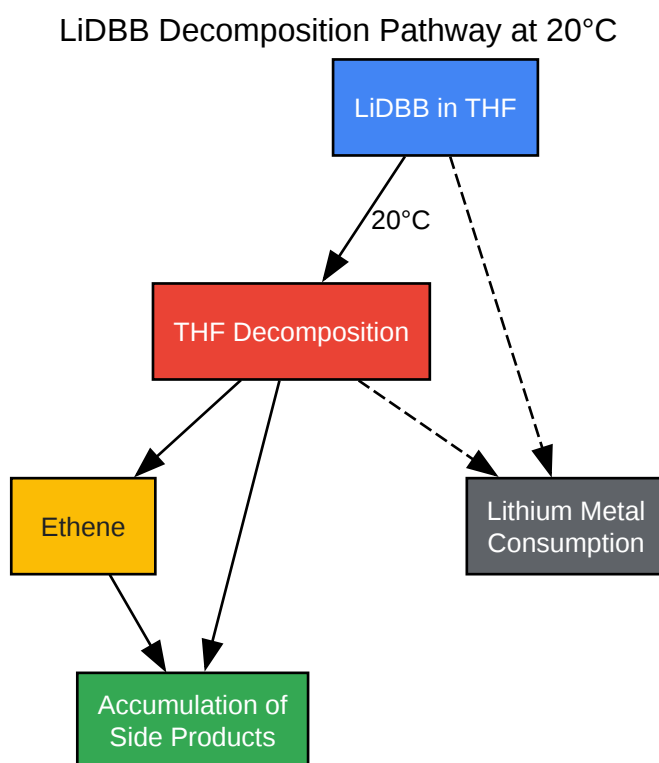 LiDBB Decomposition Pathway at 20°C
LiDBB in THF
20°C
THF Decomposition
Ethene
Lithium Metal
Consumption
Accumulation of
Side Products